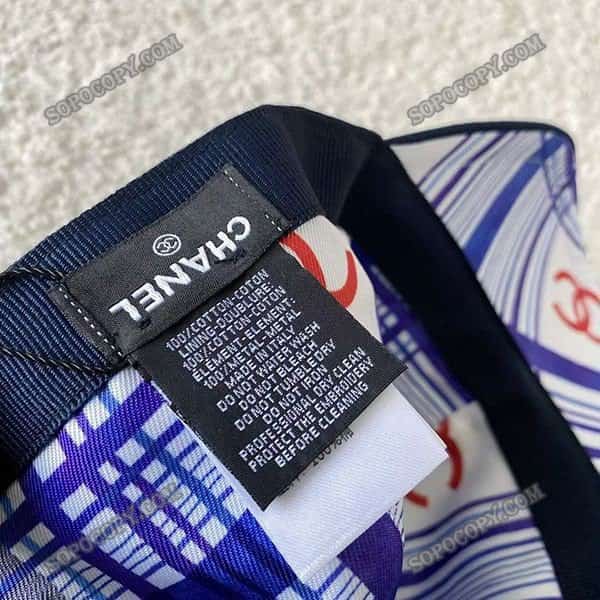 SOPOCOPY.COM
SOPOCOPY.COM
CHANEL
100%COTTON-COTON
LINING-DOUBLURE:
100%COTTON-COTON
ELEMENT-ELEMENT:
100%METAL-METAL
MADE IN ITALY
DO NOT WATER WASH
DO NOT BLEACH
DO NOT TUMBLEDRY
DO NOT IRON
PROFESSIONAL DRY CLEAN
PROTECT THE EMBROIDERY
BEFORE CLEANING
SOPOCOPY.COM
SOPOCOPY.COM